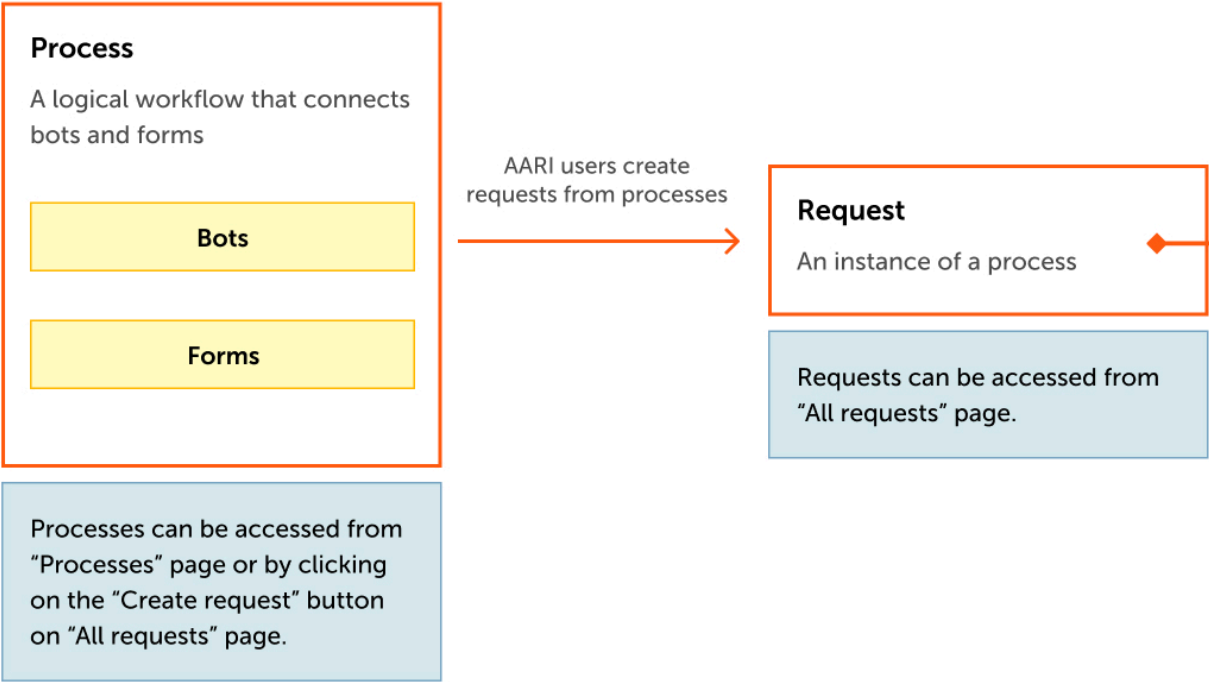 Process
A logical workflow that connects
bots and forms
Bots
Forms
Processes can be accessed from
“Processes” page or by clicking
on the “Create request” button
on “All requests” page.
AARI users create
requests from processes
Request
An instance of a process
Requests can be accessed from
“All requests” page.